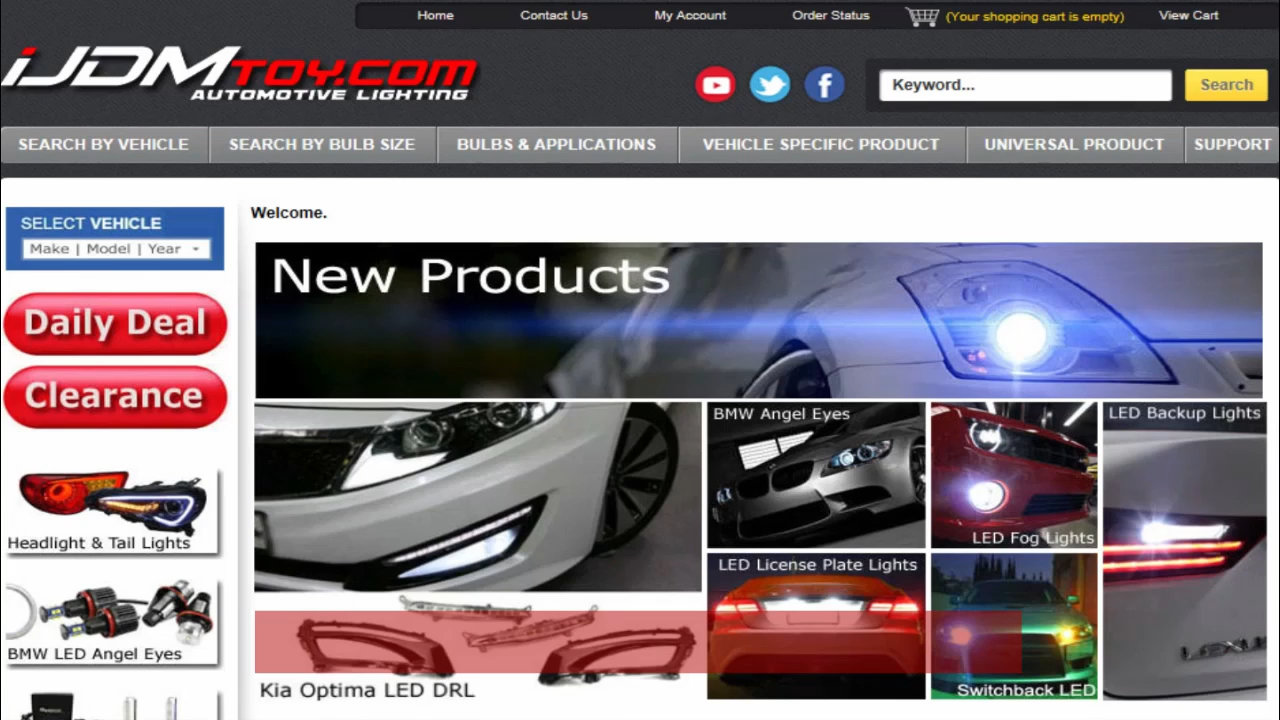 Home Contact Us My Account Order Status (Your shopping cart is empty) View Cart
iJDMTOY.COM
AUTOMOTIVE LIGHTING
Keyword... Search
SEARCH BY VEHICLE SEARCH BY BULB SIZE BULBS & APPLICATIONS VEHICLE SPECIFIC PRODUCT UNIVERSAL PRODUCT SUPPORT
Welcome.
SELECT VEHICLE
Make | Model | Year
Daily Deal
Clearance
Headlight & Tail Lights
BMW LED Angel Eyes
New Products
BMW Angel Eyes
LED Backup Lights
LED Fog Lights
LED License Plate Lights
Kia Optima LED DRL
Switchback LED